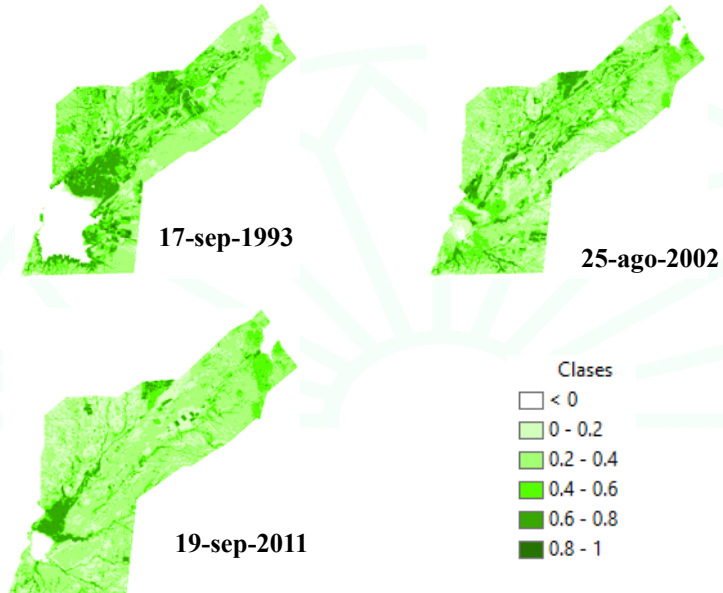 17-sep-1993
25-ago-2002
19-sep-2011
Clases
< 0
0 - 0.2
0.2 - 0.4
0.4 - 0.6
0.6 - 0.8
0.8 - 1